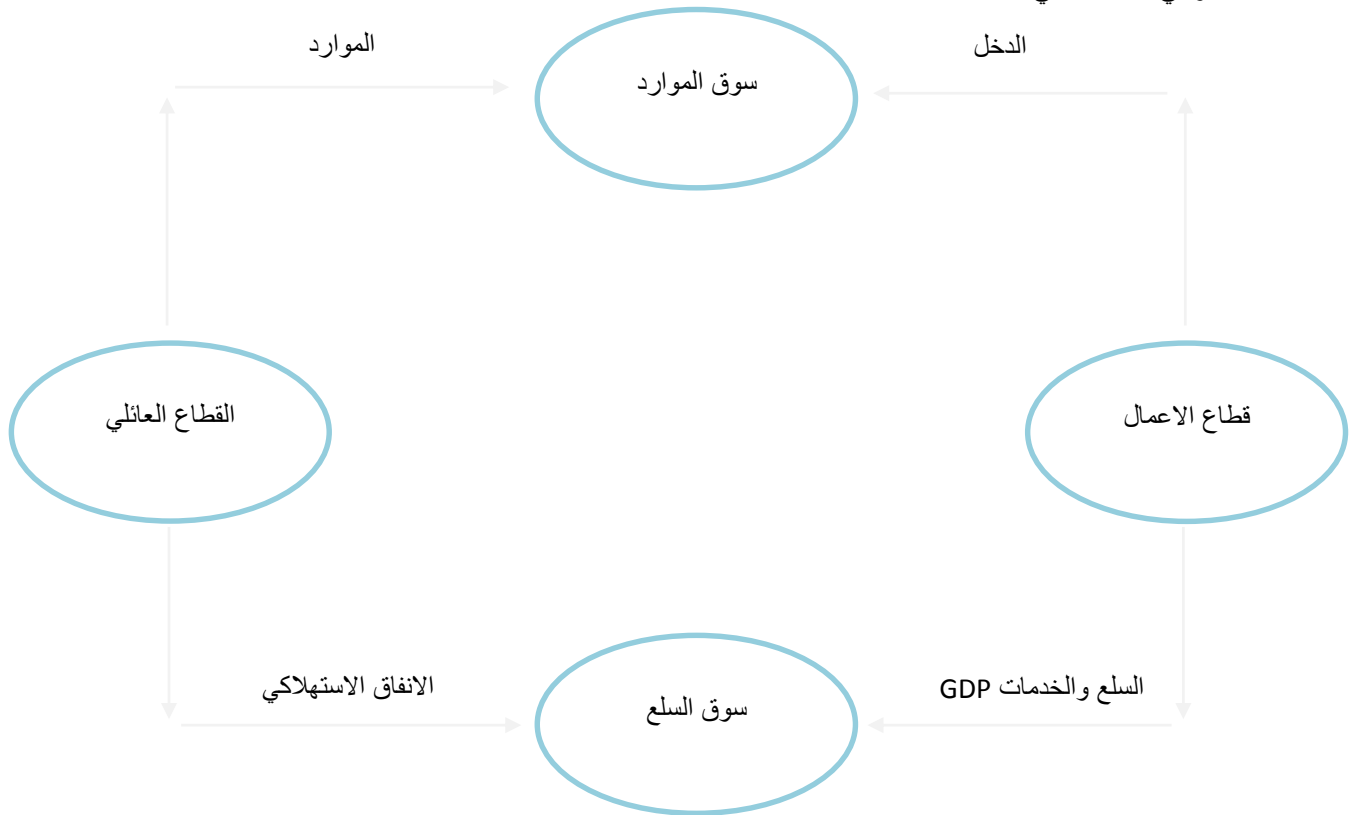 الموارد
الدخل
سوق الموارد
القطاع العائلي
قطاع الاعمال
الانفاق الاستهلاكي
سوق السلع
السلع والخدمات GDP